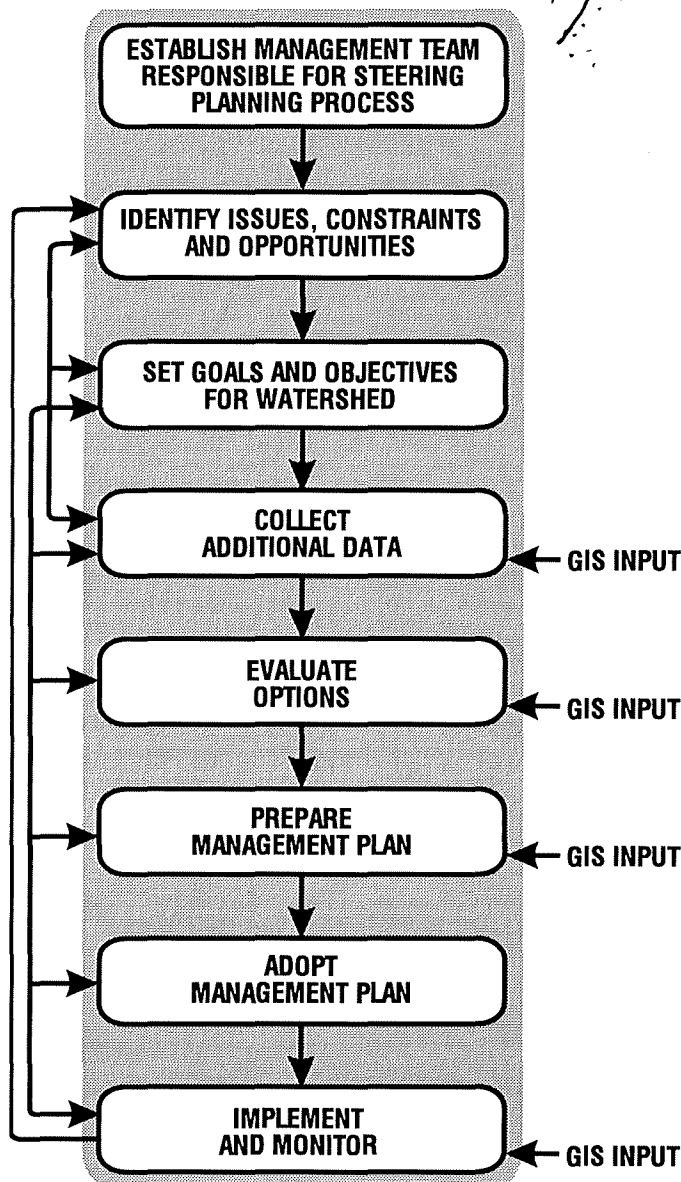 ESTABLISH MANAGEMENT TEAM
RESPONSIBLE FOR STEERING
PLANNING PROCESS
IDENTIFY ISSUES, CONSTRAINTS
AND OPPORTUNITIES
SET GOALS AND OBJECTIVES
FOR WATERSHED
COLLECT
ADDITIONAL DATA
GIS INPUT
EVALUATE
OPTIONS
GIS INPUT
PREPARE
MANAGEMENT PLAN
GIS INPUT
ADOPT
MANAGEMENT PLAN
IMPLEMENT
AND MONITOR
GIS INPUT